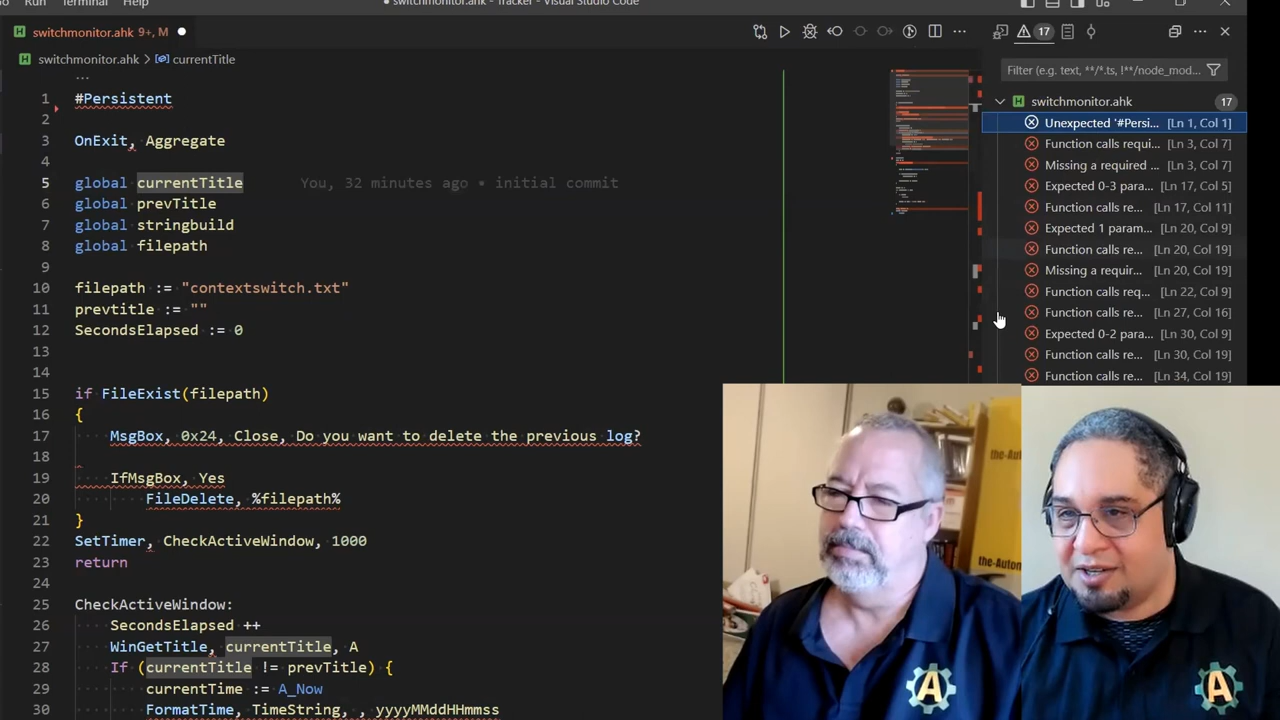 Run Terminal Help
switchmonitor.ahk - Tracker - Visual Studio Code
switchmonitor.ahk 9+, M
17
switchmonitor.ahk > currentTitle
Filter (e.g. text, **/*.ts, !**/node_mod...
switchmonitor.ahk 17
...
1 #Persistent
2
3 OnExit, Aggregate
4
5 global currentTitle You, 32 minutes ago • initial commit
6 global prevTitle
7 global stringbuild
8 global filepath
9
10 filepath := "contextswitch.txt"
11 prevtitle := ""
12 SecondsElapsed := 0
13
14
15 if FileExist(filepath)
16 {
17 MsgBox, 0x24, Close, Do you want to delete the previous log?
18
19 IfMsgBox, Yes
20 FileDelete, %filepath%
21 }
22 SetTimer, CheckActiveWindow, 1000
23 return
24
25 CheckActiveWindow:
26 SecondsElapsed ++
27 WinGetTitle, currentTitle, A
28 If (currentTitle != prevTitle) {
29 currentTime := A_Now
30 FormatTime, TimeString, , yyyyMMddHHmmss
Unexpected '#Persi... [Ln 1, Col 1]
Function calls requi... [Ln 3, Col 7]
Missing a required ... [Ln 3, Col 7]
Expected 0-3 para... [Ln 17, Col 5]
Function calls re... [Ln 17, Col 11]
Expected 1 param... [Ln 20, Col 9]
Function calls re... [Ln 20, Col 19]
Missing a requir... [Ln 20, Col 19]
Function calls req... [Ln 22, Col 9]
Function calls re... [Ln 27, Col 16]
Expected 0-2 para... [Ln 30, Col 9]
Function calls re... [Ln 30, Col 19]
Function calls re... [Ln 34, Col 19]
the-Au
the-Autom
A
A